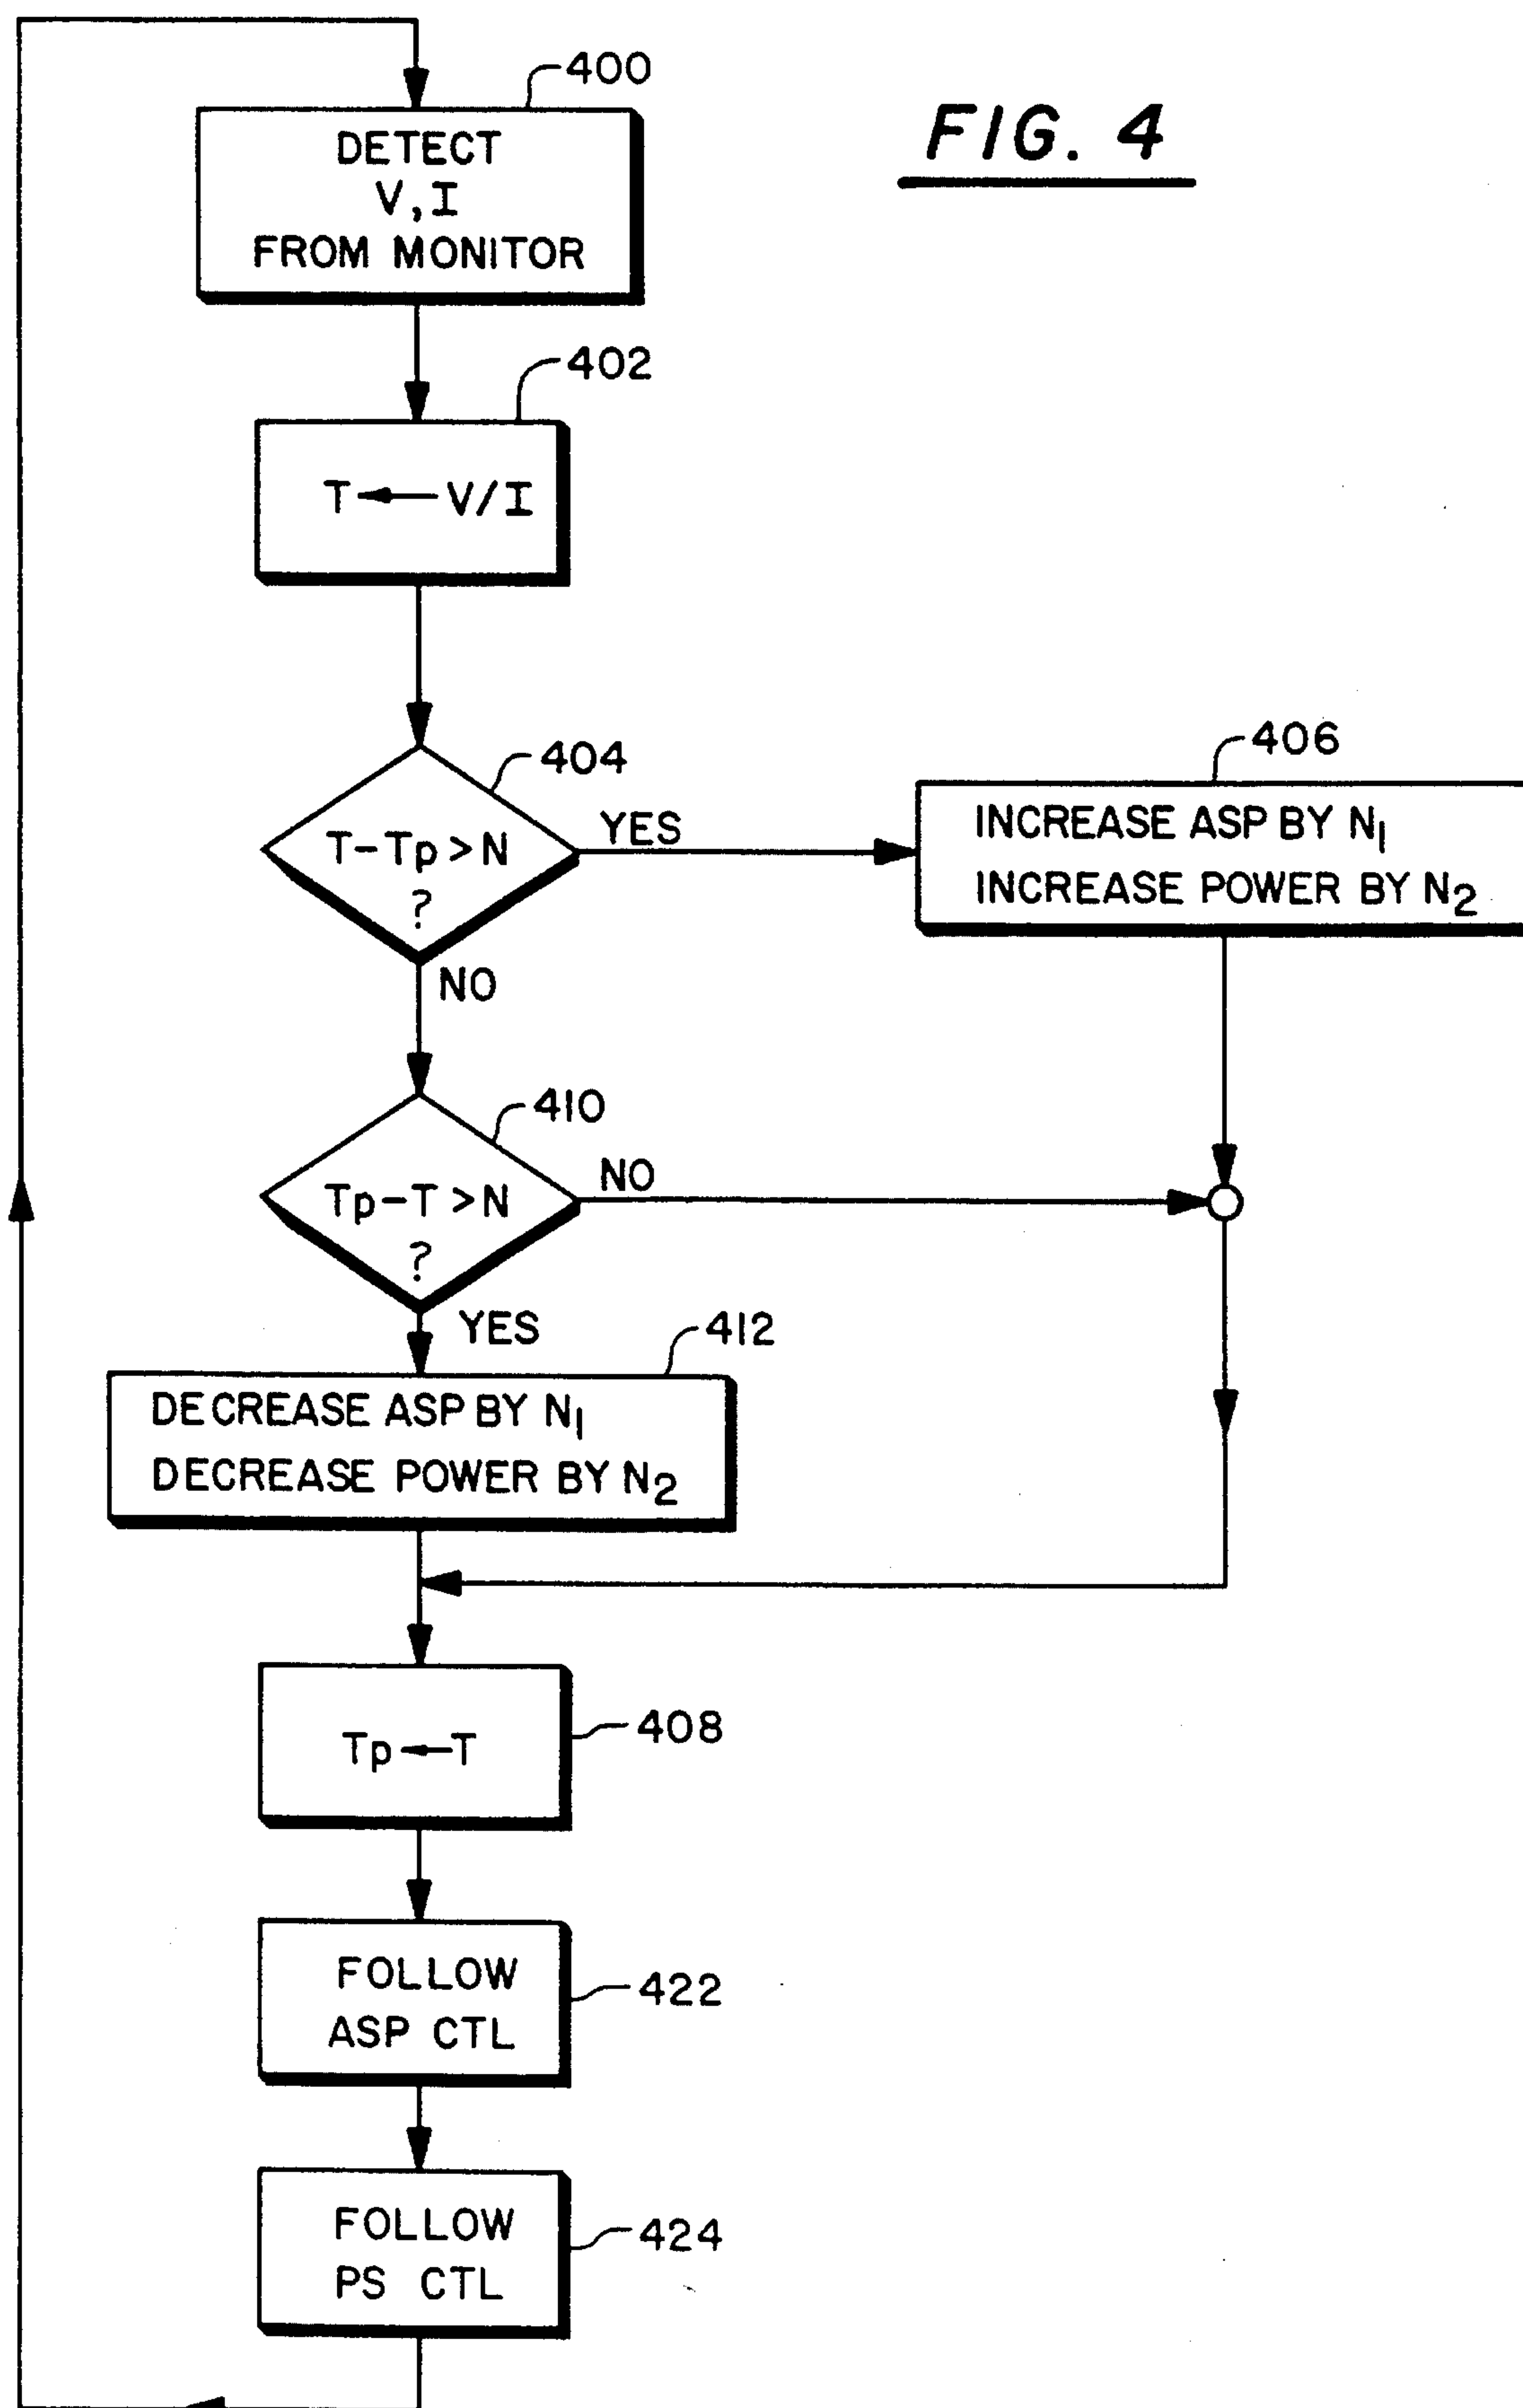 400
FIG. 4
DETECT
V, I
FROM MONITOR
402
T ← V/I
404
T-Tp > N
?
YES
NO
406
INCREASE ASP BY N1
INCREASE POWER BY N2
410
Tp-T > N
?
NO
YES
412
DECREASE ASP BY N1
DECREASE POWER BY N2
408
Tp ← T
FOLLOW
ASP CTL
422
FOLLOW
PS CTL
424